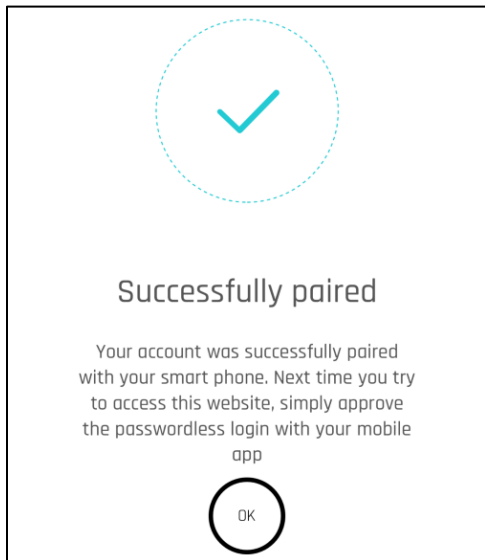 Successfully paired
Your account was successfully paired
with your smart phone. Next time you try
to access this website, simply approve
the passwordless login with your mobile
app
OK